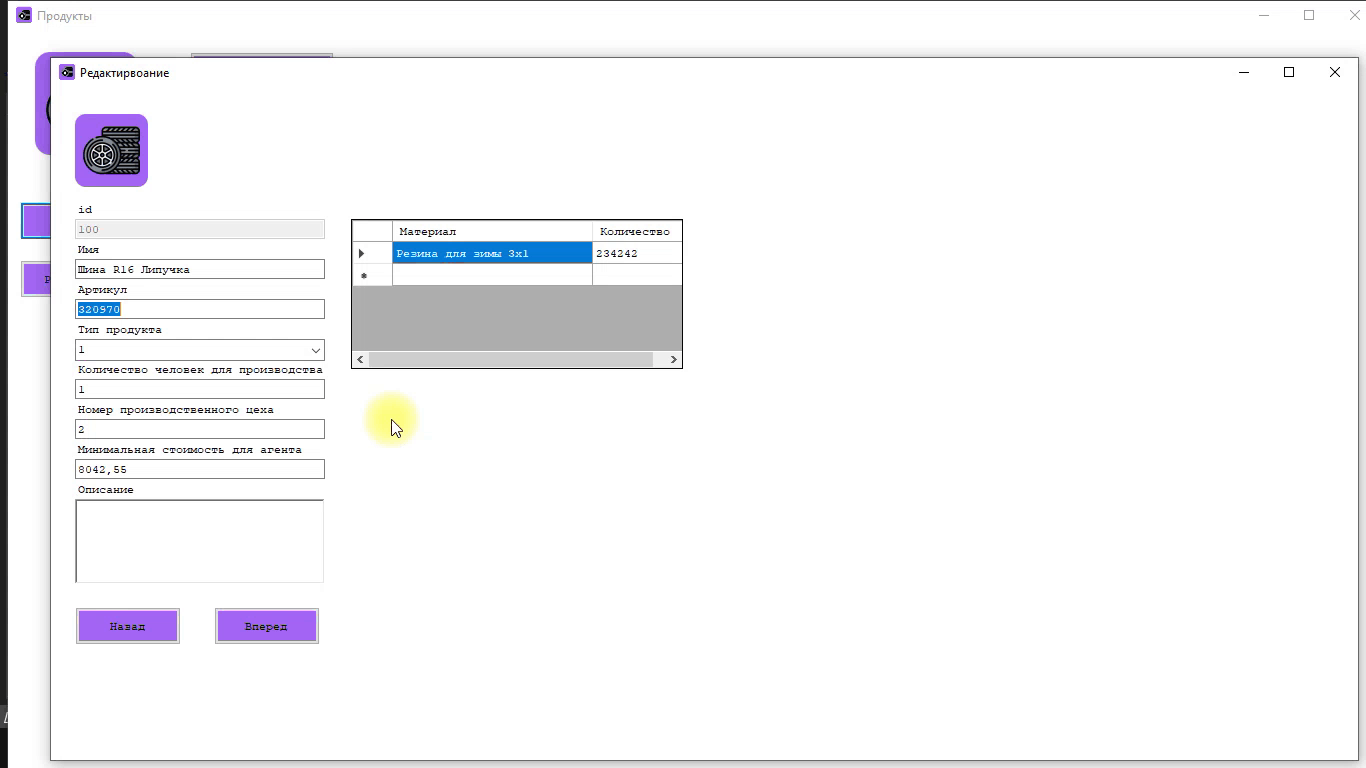 Продукты
Редактирвоание
id
100
Имя
Шина R16 Липучка
Артикул
320970
Тип продукта
1
Количество человек для производства
1
Номер производственного цеха
2
Минимальная стоимость для агента
8042,55
Описание
Материал Количество
Резина для зимы 3x1 234242
Назад Вперед